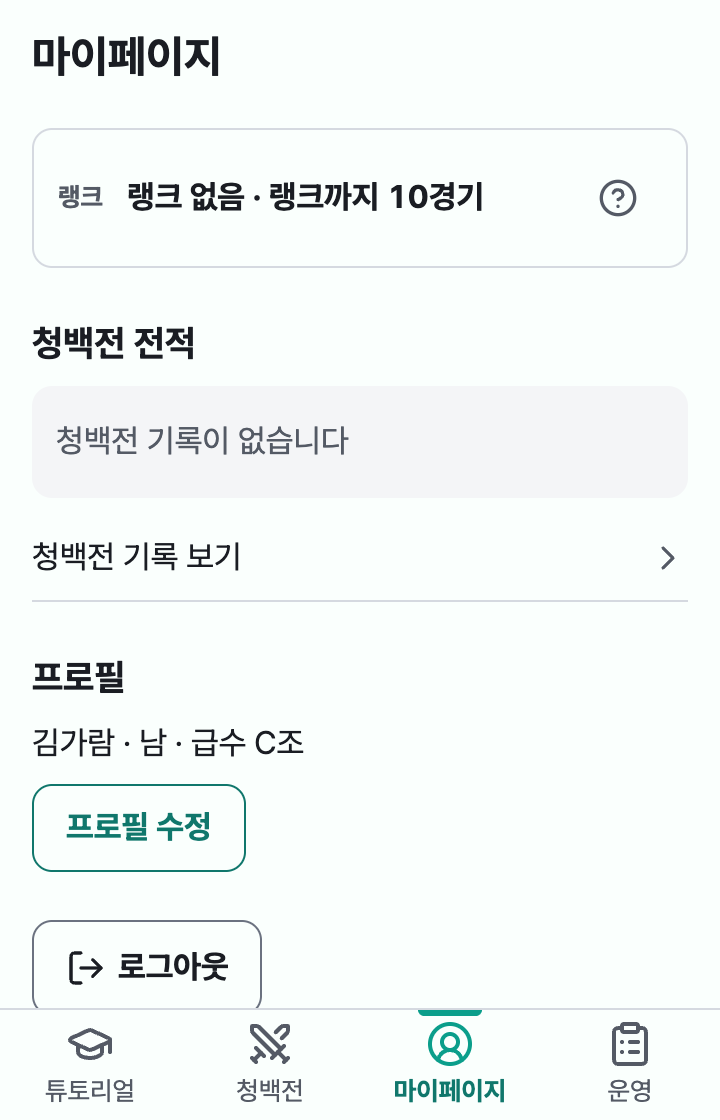 마이페이지
랭크 랭크 없음 · 랭크까지 10경기
청백전 전적
청백전 기록이 없습니다
청백전 기록 보기
프로필
김가람 · 남 · 급수 C조
프로필 수정
로그아웃
튜토리얼 청백전 마이페이지 운영